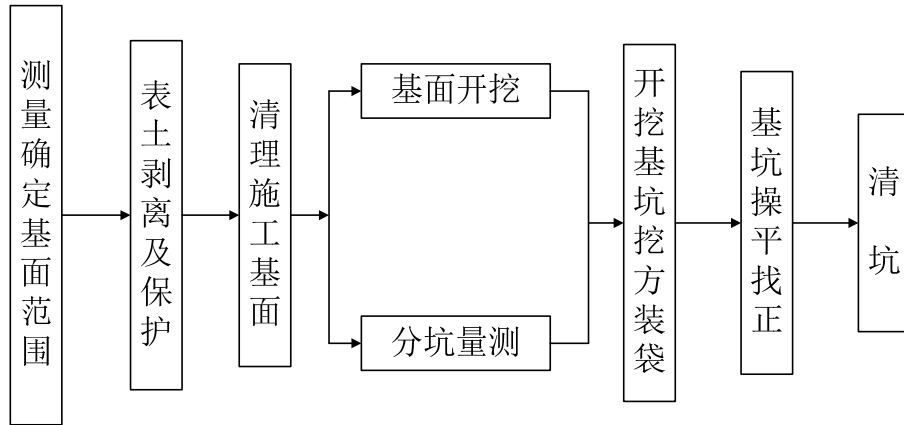 测量确定基面范围
表土剥离及保护
清理施工基面
基面开挖
分坑量测
开挖基坑挖方装袋
基坑操平找正
清坑